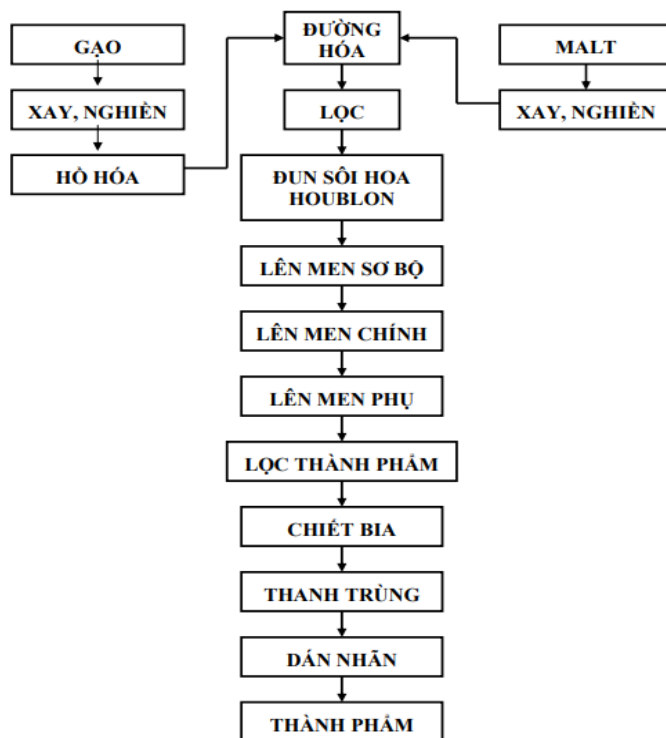 GẠO
XAY, NGHIỀN
HỒ HÓA
ĐƯỜNG
HÓA
MALT
XAY, NGHIỀN
LỌC
ĐUN SÔI HOA
HOUBLON
LÊN MEN SƠ BỘ
LÊN MEN CHÍNH
LÊN MEN PHỤ
LỌC THÀNH PHẨM
CHIẾT BIA
THANH TRÙNG
DÁN NHÃN
THÀNH PHẨM